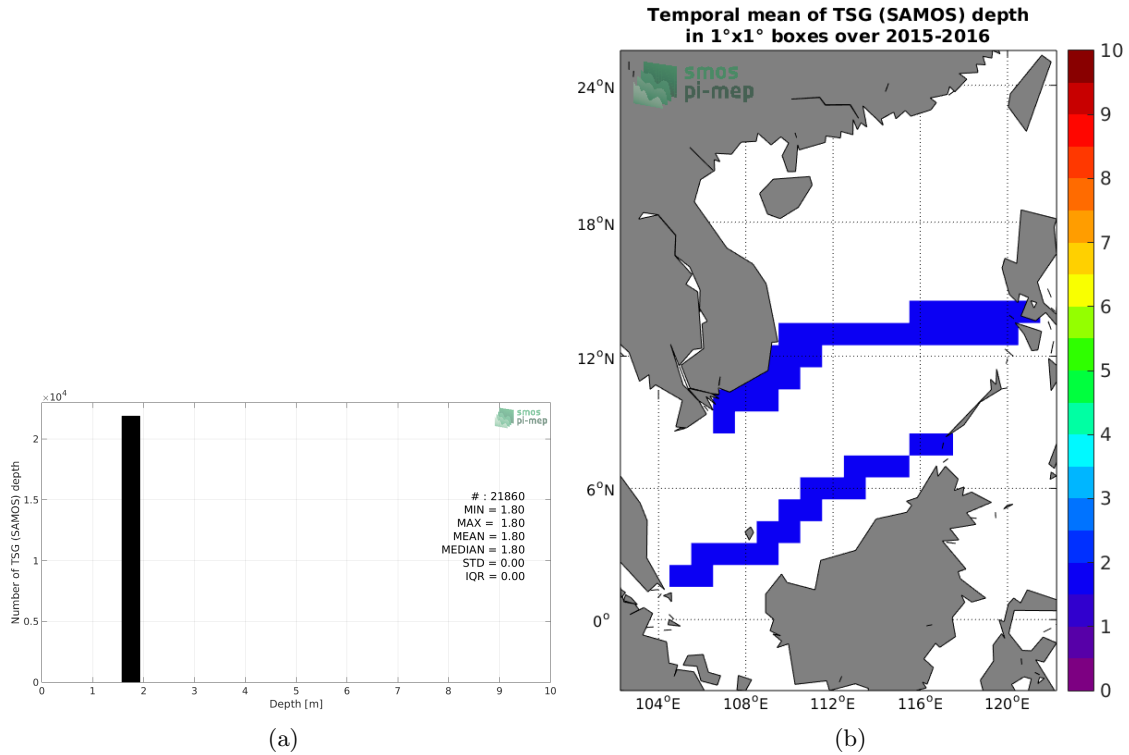 Temporal mean of TSG (SAMOS) depth
in 1°x1° boxes over 2015-2016
smos
pi-mep
24°N
18°N
12°N
6°N
0°
104°E
108°E
112°E
116°E
120°E
10
9
8
7
6
5
4
3
2
1
0
×10⁴
smos
pi-mep
2
1.5
1
0.5
0
Number of TSG (SAMOS) depth
# : 21860
MIN = 1.80
MAX = 1.80
MEAN = 1.80
MEDIAN = 1.80
STD = 0.00
IQR = 0.00
0 1 2 3 4 5 6 7 8 9 10
Depth [m]
(a)
(b)